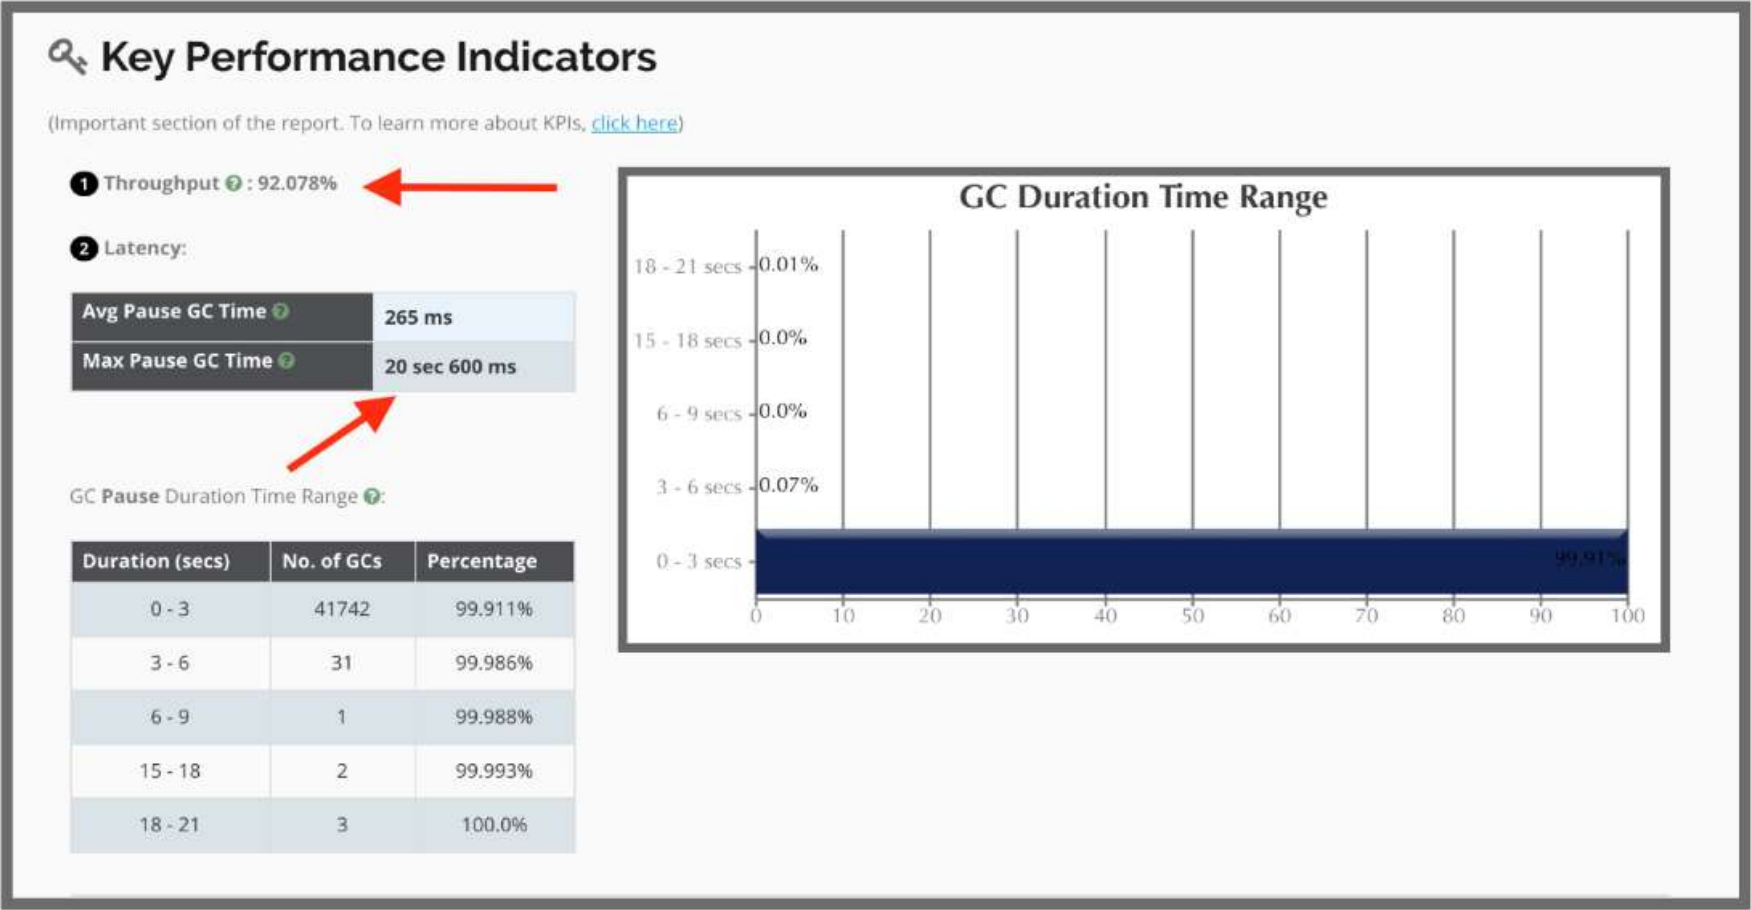 Key Performance Indicators
(Important section of the report. To learn more about KPIs, click here)
1 Throughput ? : 92.078%
2 Latency:
Avg Pause GC Time ? 265 ms
Max Pause GC Time ? 20 sec 600 ms
GC Pause Duration Time Range ?:
Duration (secs) No. of GCs Percentage
0 - 3 41742 99.911%
3 - 6 31 99.986%
6 - 9 1 99.988%
15 - 18 2 99.993%
18 - 21 3 100.0%
GC Duration Time Range
18 - 21 secs 0.01%
15 - 18 secs 0.0%
6 - 9 secs 0.0%
3 - 6 secs 0.07%
0 - 3 secs 99.91%
0 10 20 30 40 50 60 70 80 90 100